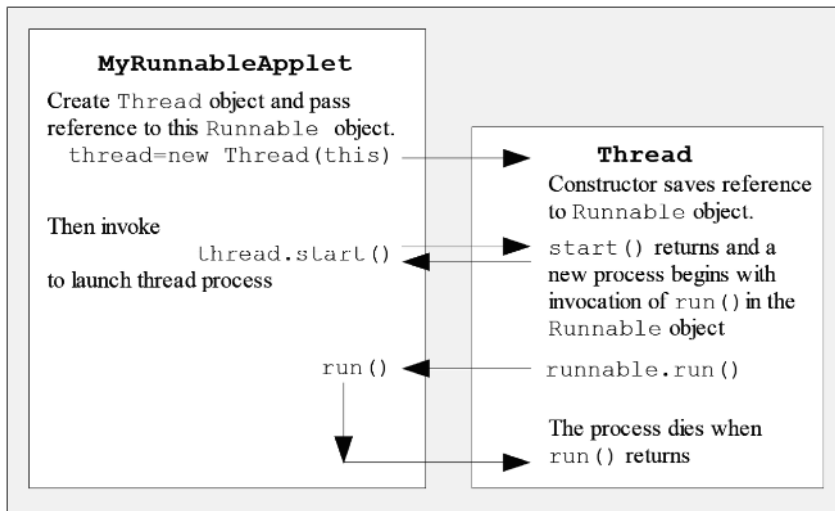 MyRunnableApplet
Create Thread object and pass
reference to this Runnable object.
thread=new Thread(this)
Then invoke
thread.start()
to launch thread process
run()
Thread
Constructor saves reference
to Runnable object.
start() returns and a
new process begins with
invocation of run() in the
Runnable object
runnable.run()
The process dies when
run() returns